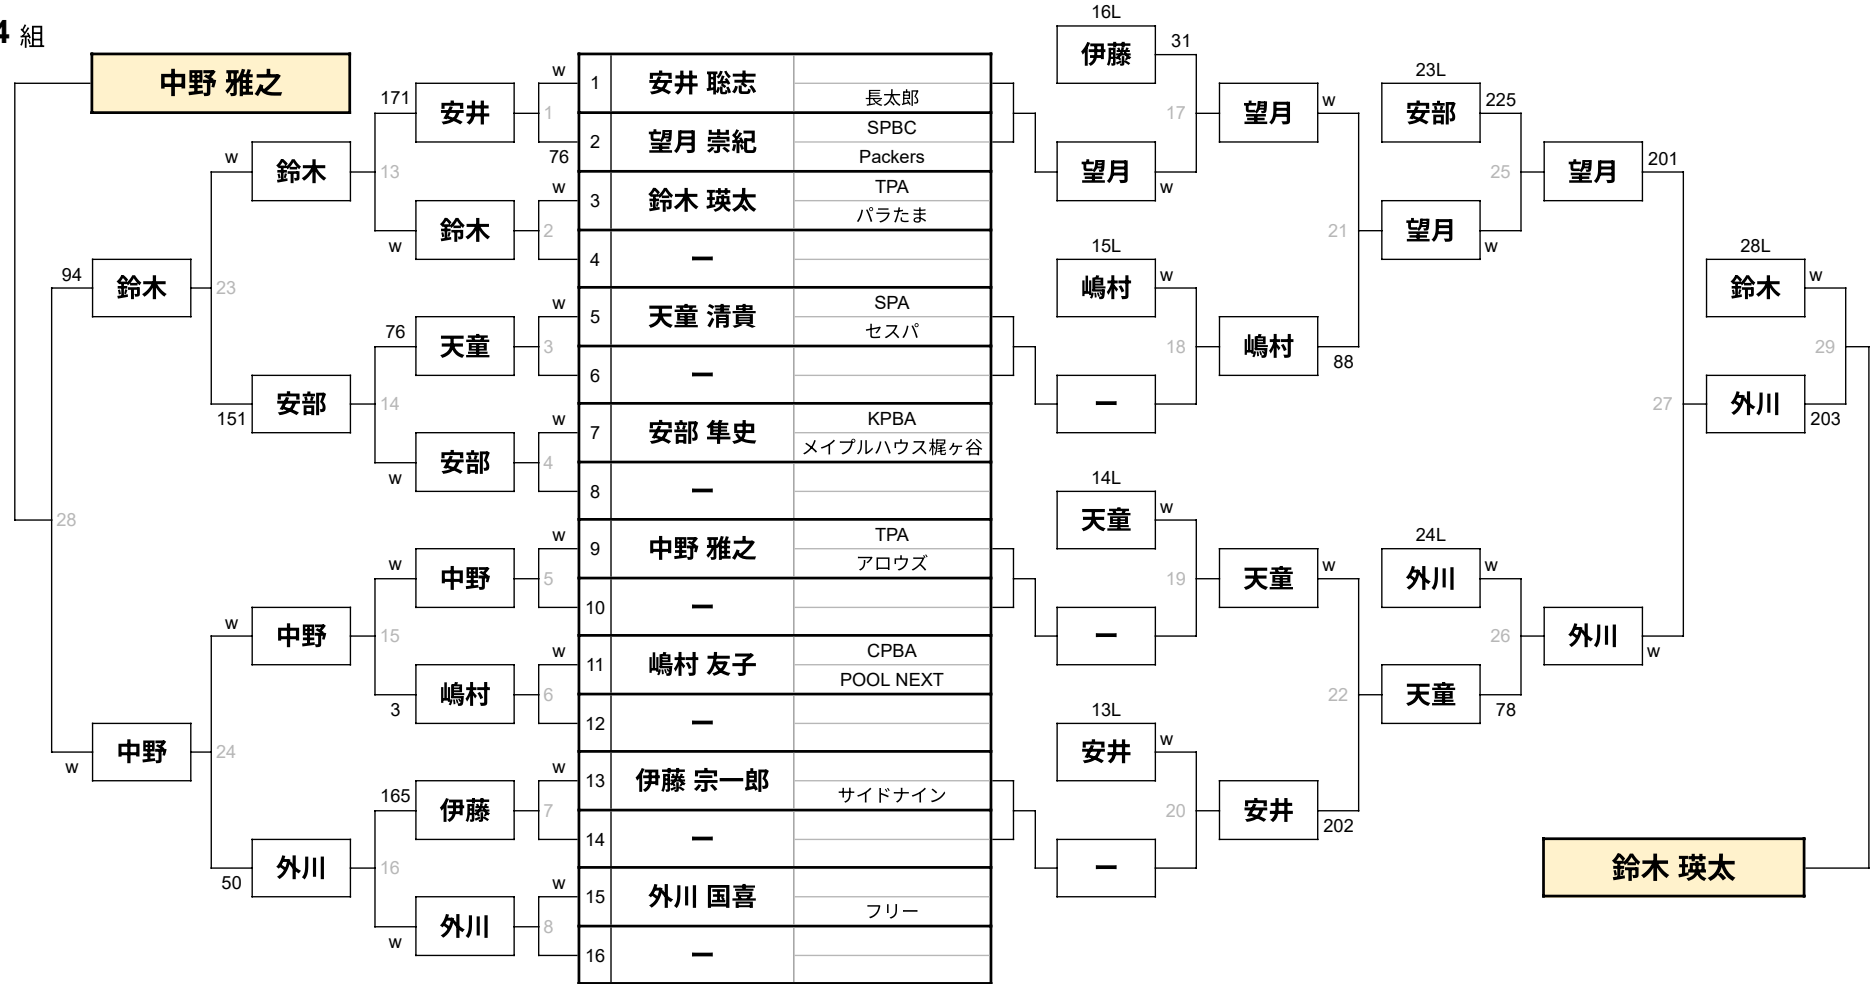 4 組
中野 雅之
鈴木
中野
94
w
28
鈴木
安部
中野
外川
w
151
w
50
23
24
171 安井
w 鈴木
76 天童
w 安部
w 中野
3 嶋村
165 伊藤
w 外川
13
14
15
16
w
76
w
w
w
w
w
w
w
1
2
3
4
5
6
7
8
1 安井 聡志 長太郎
2 望月 崇紀 SPBC
Packers
3 鈴木 瑛太 TPA
パラたま
4 ー
5 天童 清貴 SPA
セスパ
6 ー
7 安部 隼史 KPBA
メイプルハウス梶ヶ谷
8 ー
9 中野 雅之 TPA
アロウズ
10 ー
11 嶋村 友子 CPBA
POOL NEXT
12 ー
13 伊藤 宗一郎 サイドナイン
14 ー
15 外川 国喜 フリー
16 ー
16L
伊藤 31
17
望月 w
15L
嶋村 w
18
ー
14L
天童 w
19
ー
13L
安井 w
20
ー
望月 w
21
嶋村 88
天童 w
22
安井 202
23L
安部 225
25
望月 w
24L
外川 w
26
天童 78
望月 201
27
外川 w
28L
鈴木 w
29
外川 203
鈴木 瑛太